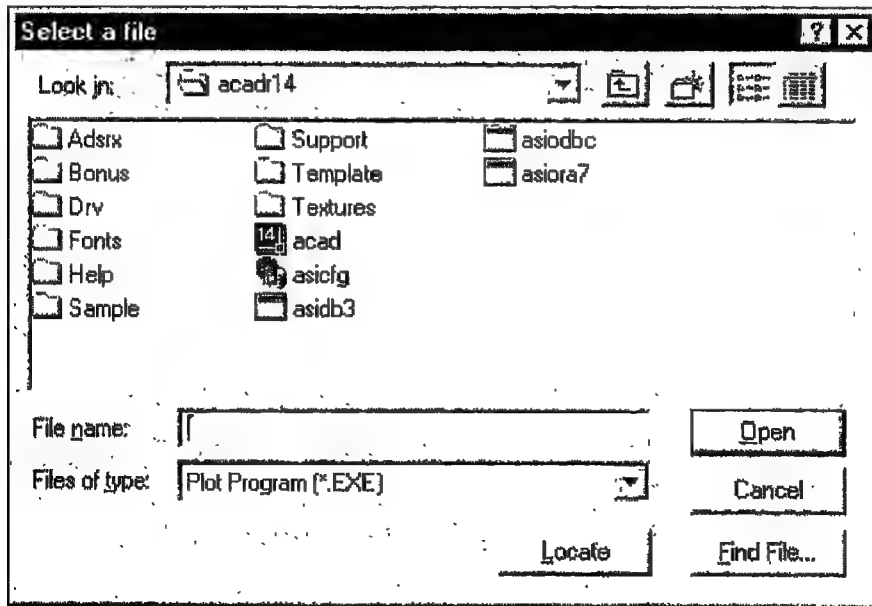 Select a file
Look in: acadr14
Adsrx Support asiodbc
Bonus Template asiora7
Drv Textures
Fonts acad
Help asicfg
Sample asidb3
File name: Open
Files of type: Plot Program (*.EXE) Cancel
Locate Find File...